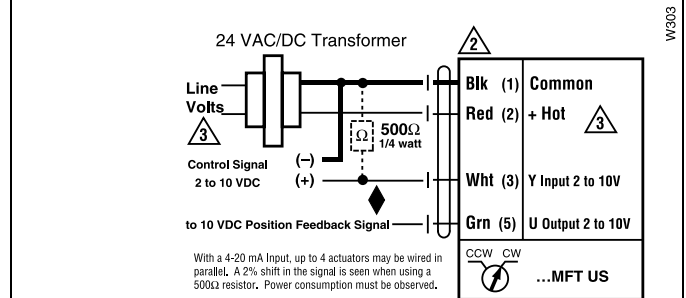 W303
24 VAC/DC Transformer
2
Line
Volts
3
Blk (1) Common
Red (2) + Hot
3
Ω
500Ω
1/4 watt
Control Signal (–)
2 to 10 VDC (+)
Wht (3) Y Input 2 to 10V
to 10 VDC Position Feedback Signal
Grn (5) U Output 2 to 10V
With a 4-20 mA Input, up to 4 actuators may be wired in
parallel. A 2% shift in the signal is seen when using a
500Ω resistor. Power consumption must be observed.
CCW CW
...MFT US